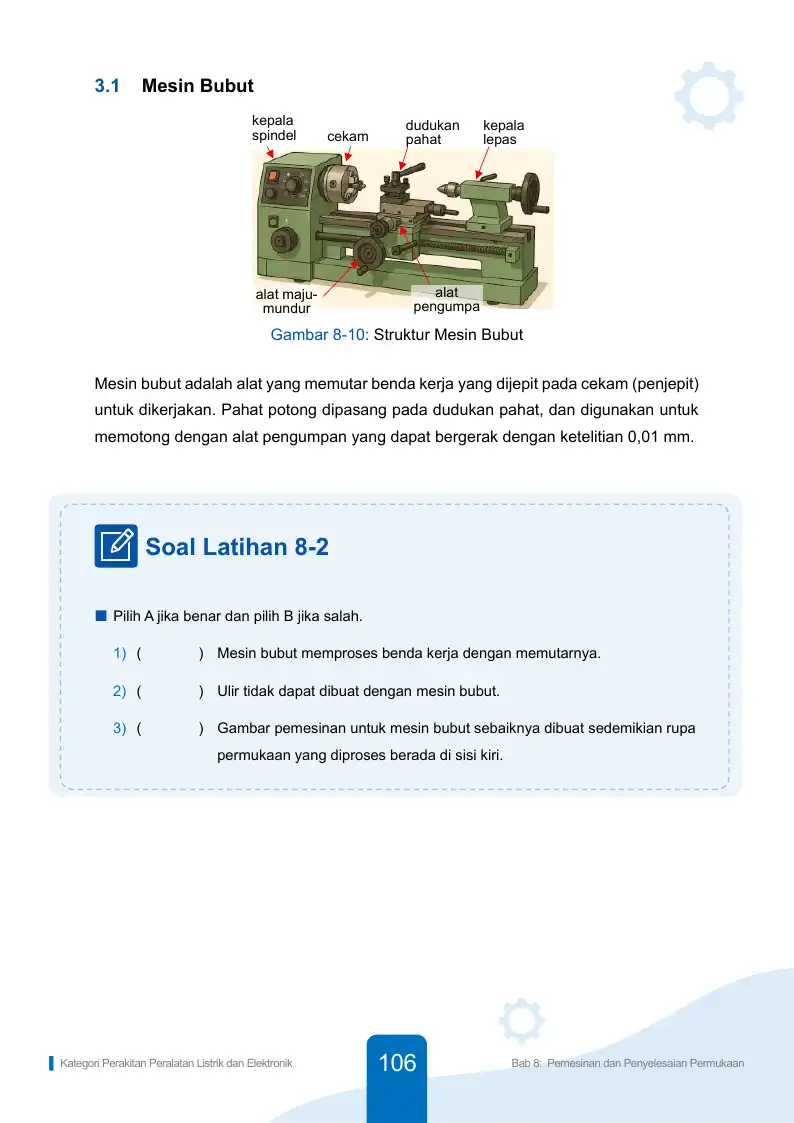 3.1 Mesin Bubut
kepala
spindel
cekam
dudukan
pahat
kepala
lepas
alat maju-
mundur
alat
pengumpa
Gambar 8-10: Struktur Mesin Bubut
Mesin bubut adalah alat yang memutar benda kerja yang dijepit pada cekam (penjepit)
untuk dikerjakan. Pahat potong dipasang pada dudukan pahat, dan digunakan untuk
memotong dengan alat pengumpan yang dapat bergerak dengan ketelitian 0,01 mm.
Soal Latihan 8-2
■ Pilih A jika benar dan pilih B jika salah.
1) ( ) Mesin bubut memproses benda kerja dengan memutarnya.
2) ( ) Ulir tidak dapat dibuat dengan mesin bubut.
3) ( ) Gambar pemesinan untuk mesin bubut sebaiknya dibuat sedemikian rupa
permukaan yang diproses berada di sisi kiri.
Kategori Perakitan Peralatan Listrik dan Elektronik
106
Bab 8: Pemesinan dan Penyelesaian Permukaan